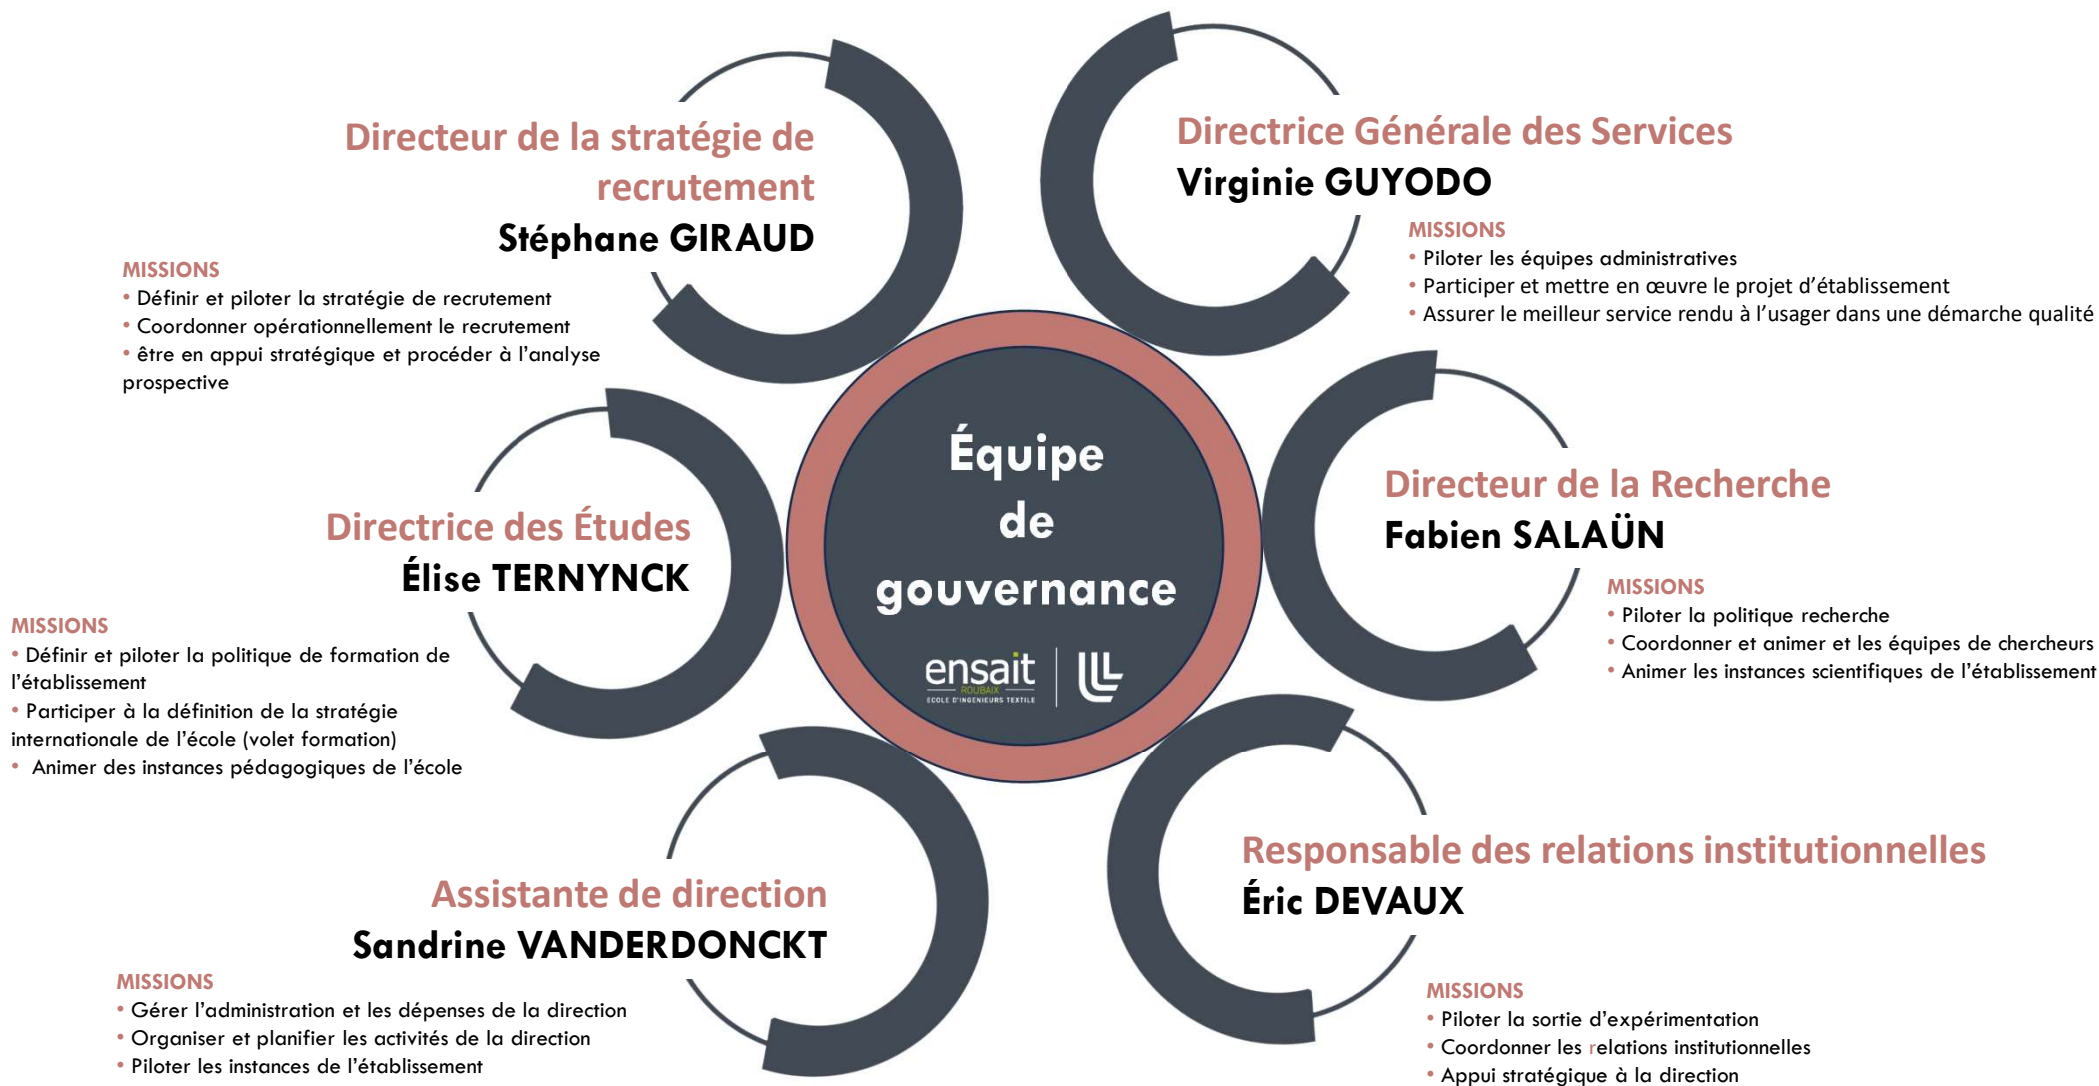 Directeur de la stratégie de
recrutement
Stéphane GIRAUD
MISSIONS
• Définir et piloter la stratégie de recrutement
• Coordonner opérationnellement le recrutement
• être en appui stratégique et procéder à l'analyse
prospective
Directrice Générale des Services
Virginie GUYODO
MISSIONS
• Piloter les équipes administratives
• Participer et mettre en œuvre le projet d'établissement
• Assurer le meilleur service rendu à l'usager dans une démarche qualité
Directrice des Études
Élise TERNYNCK
MISSIONS
• Définir et piloter la politique de formation de
l'établissement
• Participer à la définition de la stratégie
internationale de l'école (volet formation)
• Animer des instances pédagogiques de l'école
Équipe
de
gouvernance
ensait
ROUBAIX
ECOLE D'INGENIEURS TEXTILE
Directeur de la Recherche
Fabien SALAÜN
MISSIONS
• Piloter la politique recherche
• Coordonner et animer et les équipes de chercheurs
• Animer les instances scientifiques de l'établissement
Assistante de direction
Sandrine VANDERDONCKT
MISSIONS
• Gérer l'administration et les dépenses de la direction
• Organiser et planifier les activités de la direction
• Piloter les instances de l'établissement
Responsable des relations institutionnelles
Éric DEVAUX
MISSIONS
• Piloter la sortie d'expérimentation
• Coordonner les relations institutionnelles
• Appui stratégique à la direction